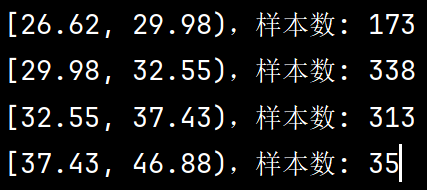 [26.62, 29.98)，样本数: 173
[29.98, 32.55)，样本数: 338
[32.55, 37.43)，样本数: 313
[37.43, 46.88)，样本数: 35